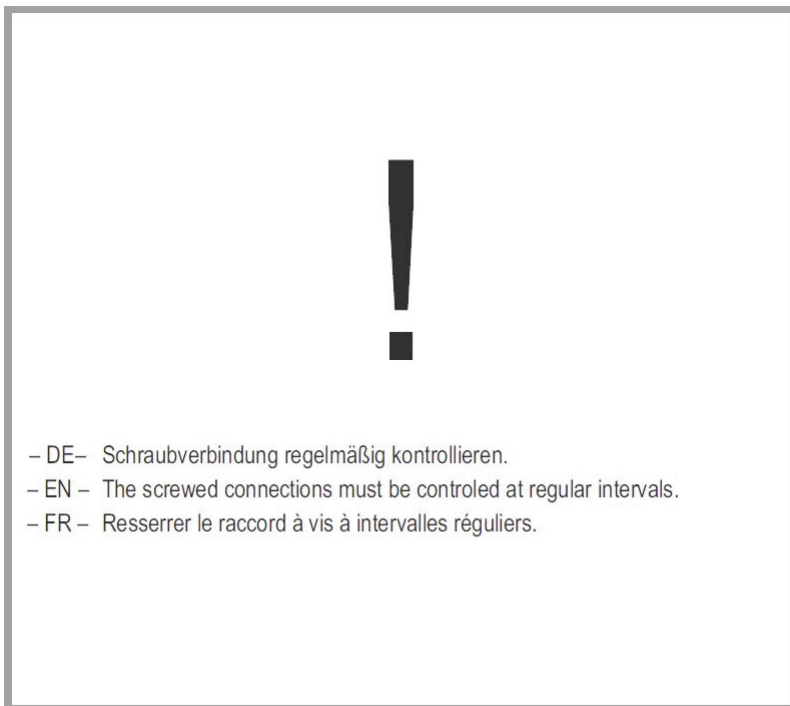 !
– DE– Schraubverbindung regelmäßig kontrollieren.
– EN – The screwed connections must be controled at regular intervals.
– FR – Resserrer le raccord à vis à intervalles réguliers.